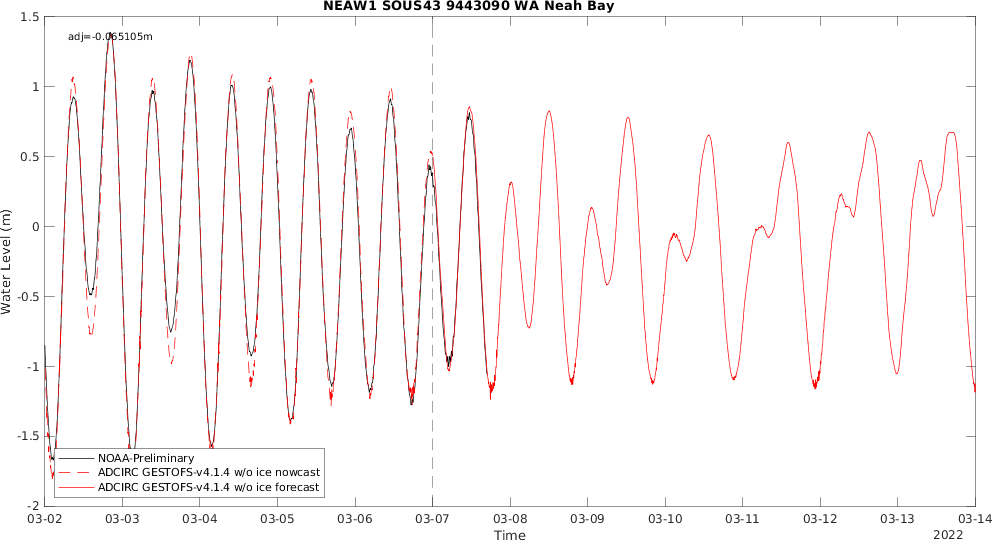 NEAW1 SOUS43 9443090 WA Neah Bay
adj=-0.065105m
1.5
1
0.5
0
-0.5
-1
-1.5
-2
Water Level (m)
NOAA-Preliminary
ADCIRC GESTOFS-v4.1.4 w/o ice nowcast
ADCIRC GESTOFS-v4.1.4 w/o ice forecast
03-02 03-03 03-04 03-05 03-06 03-07 03-08 03-09 03-10 03-11 03-12 03-13 03-14
Time
2022